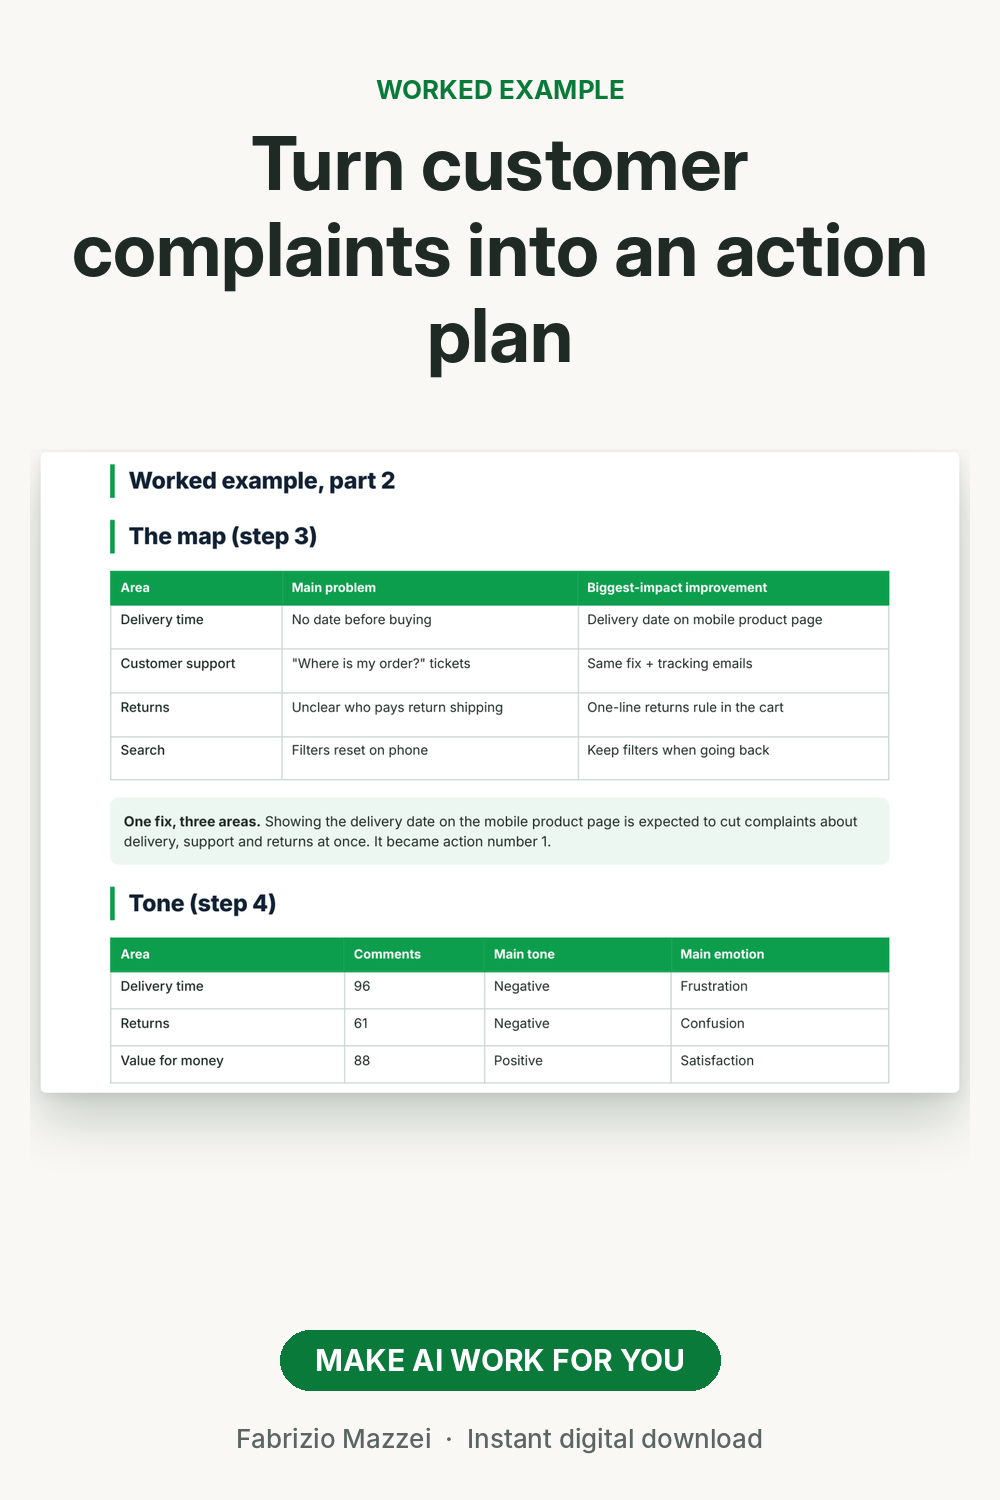 WORKED EXAMPLE
Turn customer
complaints into an action
plan
Worked example, part 2
The map (step 3)
Area Main problem Biggest-impact improvement
Delivery time No date before buying Delivery date on mobile product page
Customer support "Where is my order?" tickets Same fix + tracking emails
Returns Unclear who pays return shipping One-line returns rule in the cart
Search Filters reset on phone Keep filters when going back
One fix, three areas. Showing the delivery date on the mobile product page is expected to cut complaints about
delivery, support and returns at once. It became action number 1.
Tone (step 4)
Area Comments Main tone Main emotion
Delivery time 96 Negative Frustration
Returns 61 Negative Confusion
Value for money 88 Positive Satisfaction
MAKE AI WORK FOR YOU
Fabrizio Mazzei · Instant digital download